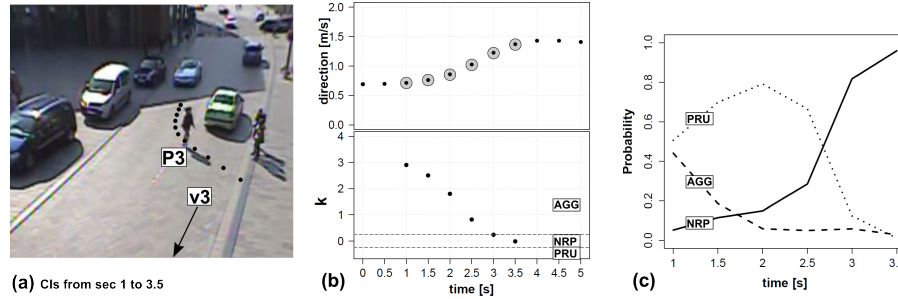 P3
v3
(a) CIs from sec 1 to 3.5
direction [m/s]
2.0
1.5
1.0
0.5
0.0
k
4
3
2
1
0
AGG
NRP
PRU
0 0.5 1 1.5 2 2.5 3 3.5 4 4.5 5
(b) time [s]
Probability
1.0
0.8
0.6
0.4
0.2
0.0
PRU
AGG
NRP
1 1.5 2 2.5 3 3.
(c) time [s]